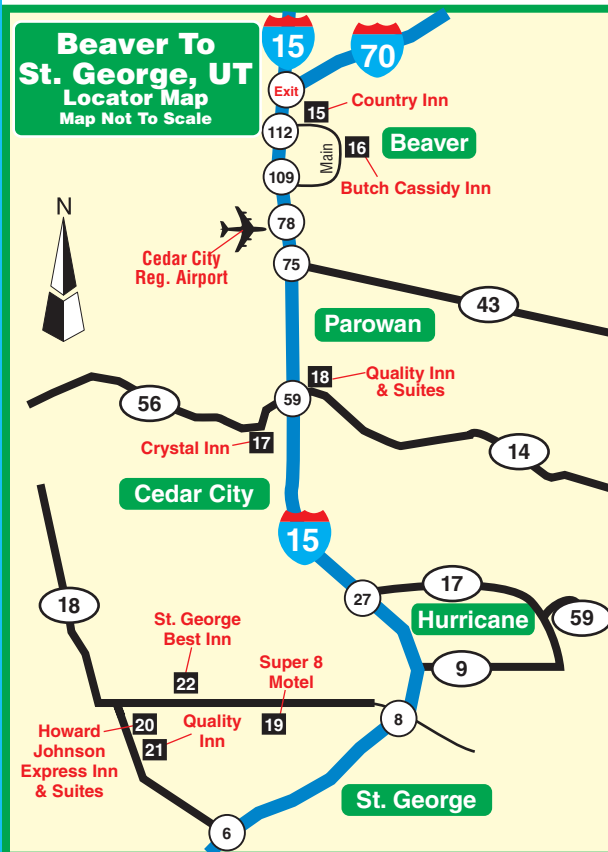 Beaver To
St. George, UT
Locator Map
Map Not To Scale
15
70
Exit
15
Country Inn
112
Main
16
Beaver
109
Butch Cassidy Inn
N
78
Cedar City
Reg. Airport
75
43
Parowan
18
Quality Inn
& Suites
56
59
Crystal Inn
17
14
Cedar City
15
18
27
17
Hurricane
59
St. George
Best Inn
22
Super 8
Motel
9
Howard
Johnson
Express Inn
& Suites
20
21
Quality
Inn
19
8
St. George
6